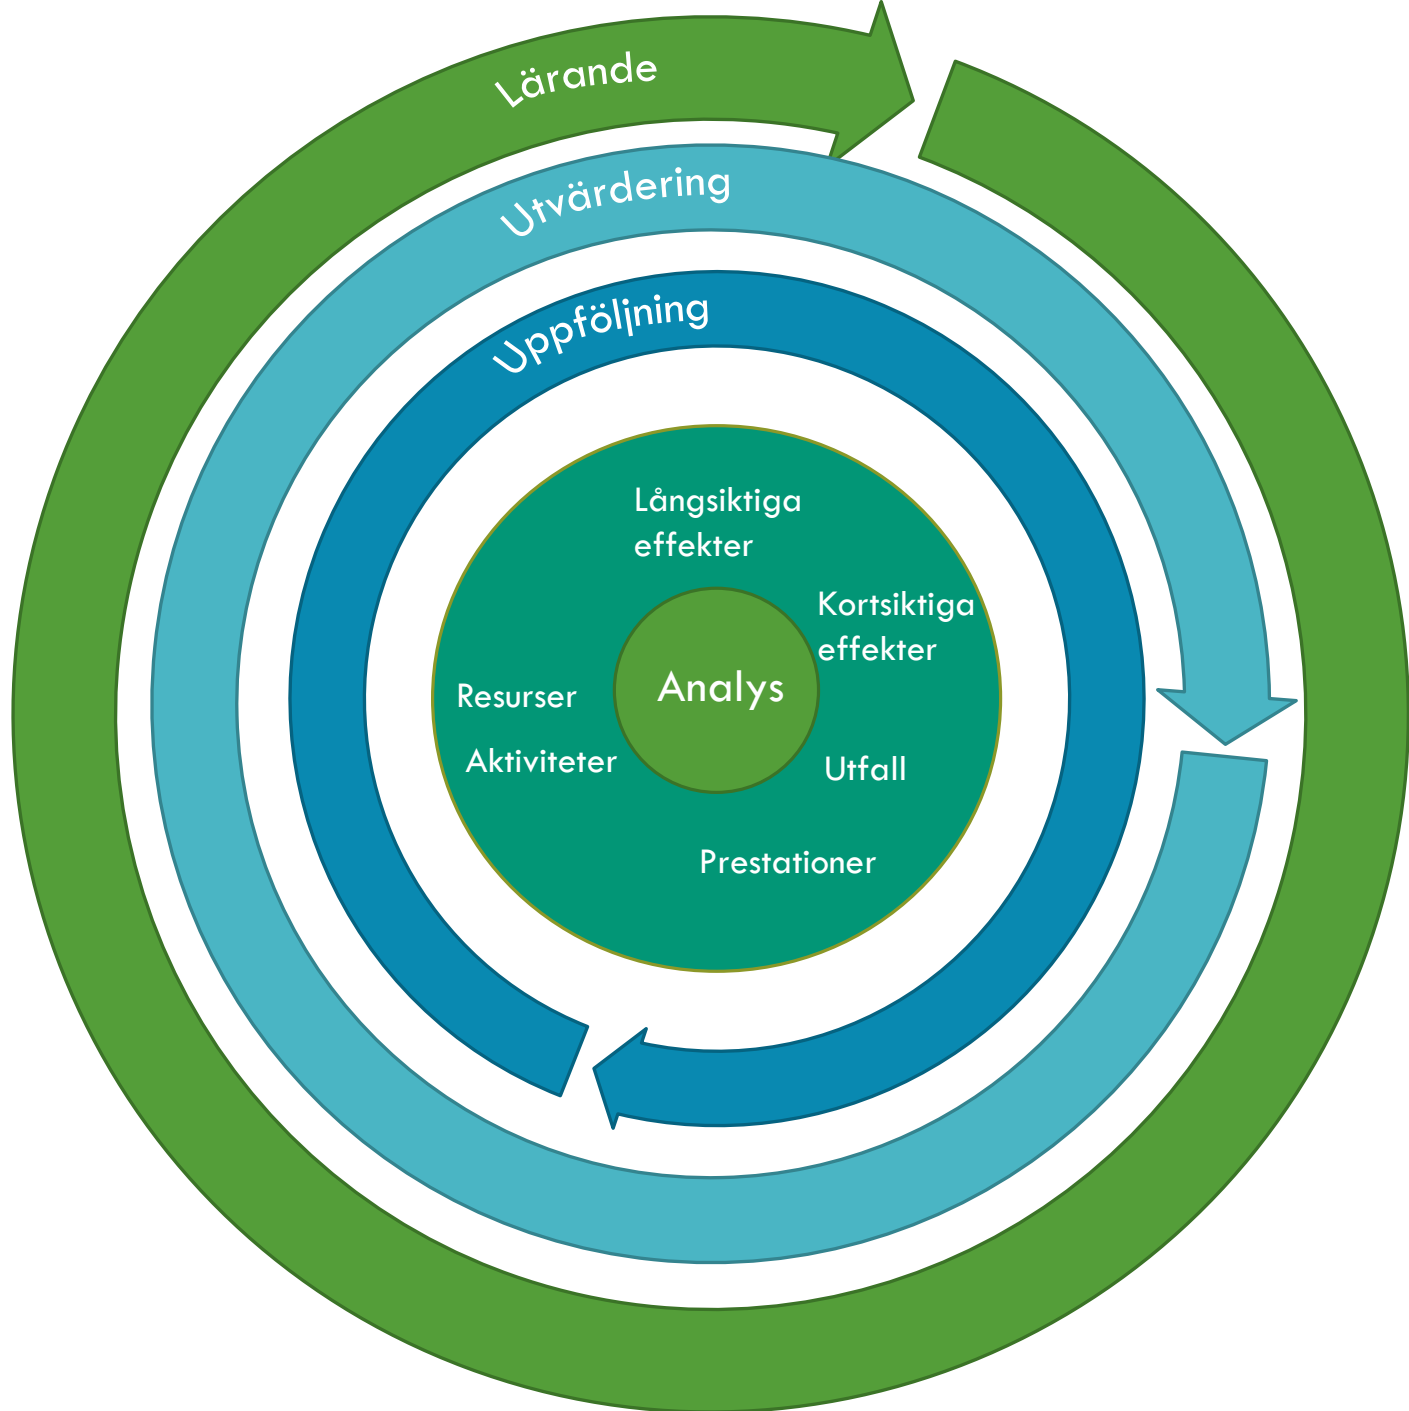 Lärande
Utvärdering
Uppföljning
Långsiktiga
effekter
Kortsiktiga
effekter
Analys
Resurser
Aktiviteter
Utfall
Prestationer